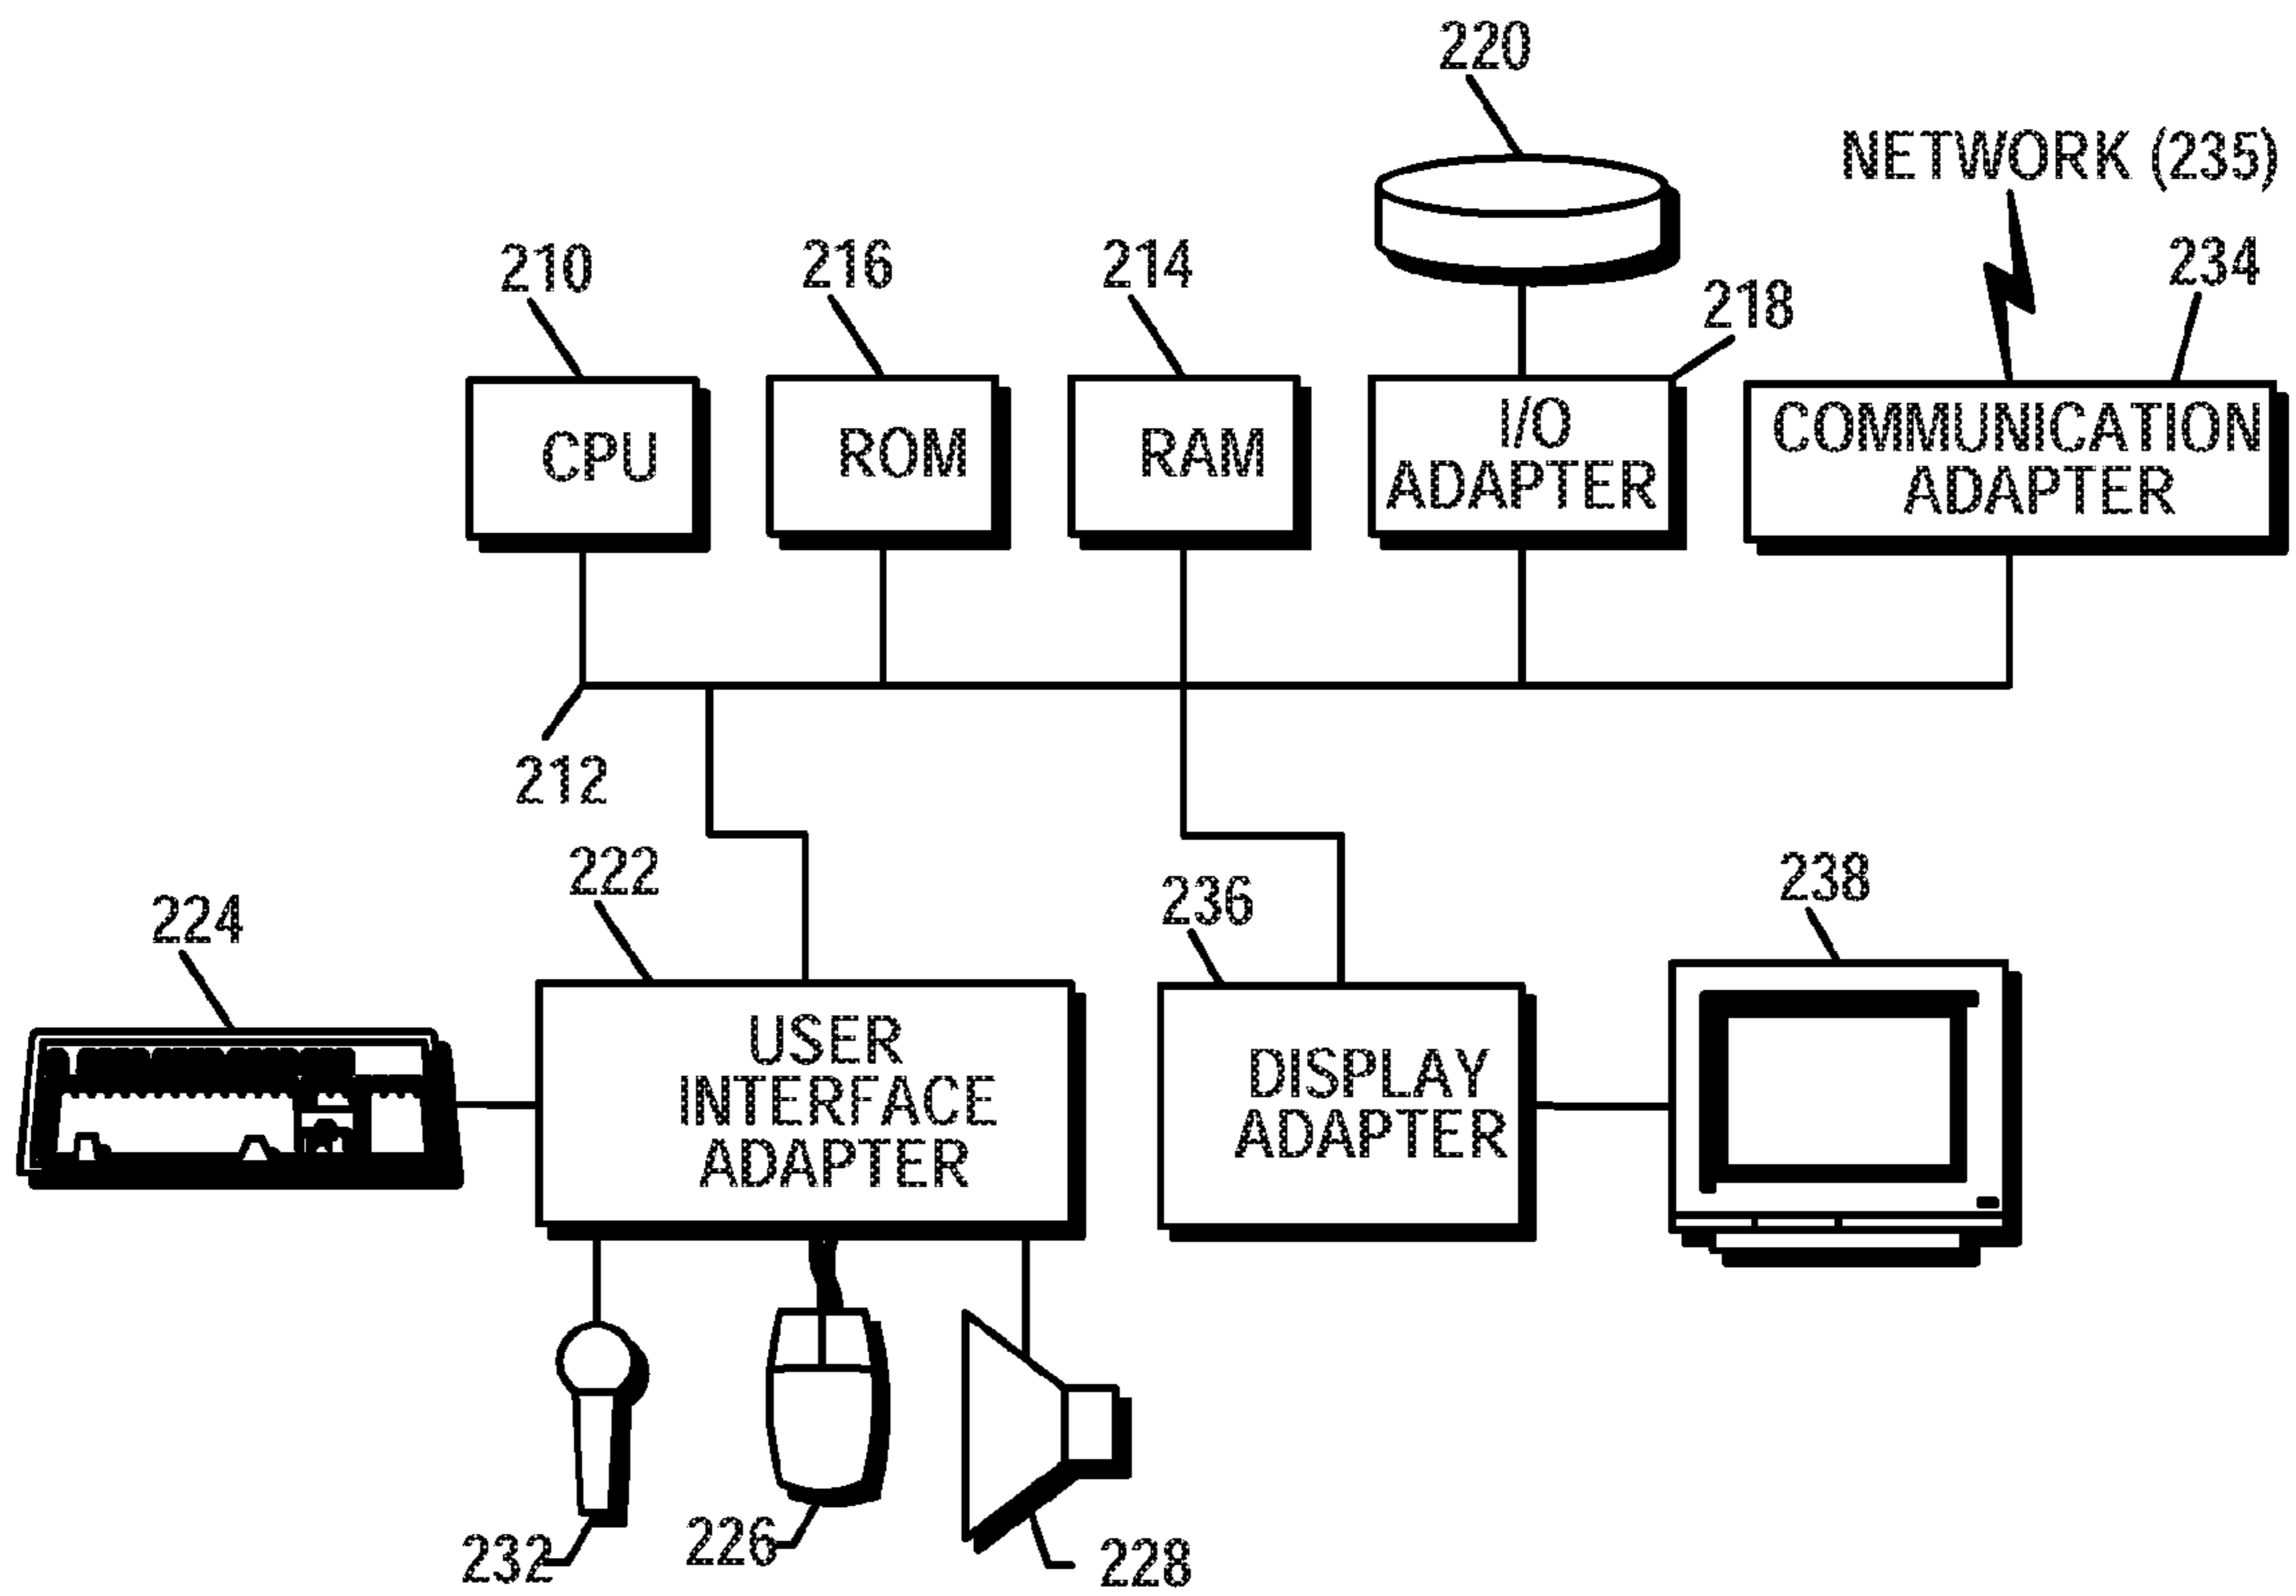 220
NETWORK (235)
210
216
214
218
234
CPU
ROM
RAM
I/O
ADAPTER
COMMUNICATION
ADAPTER
212
222
236
238
224
USER
INTERFACE
ADAPTER
DISPLAY
ADAPTER
232
226
228